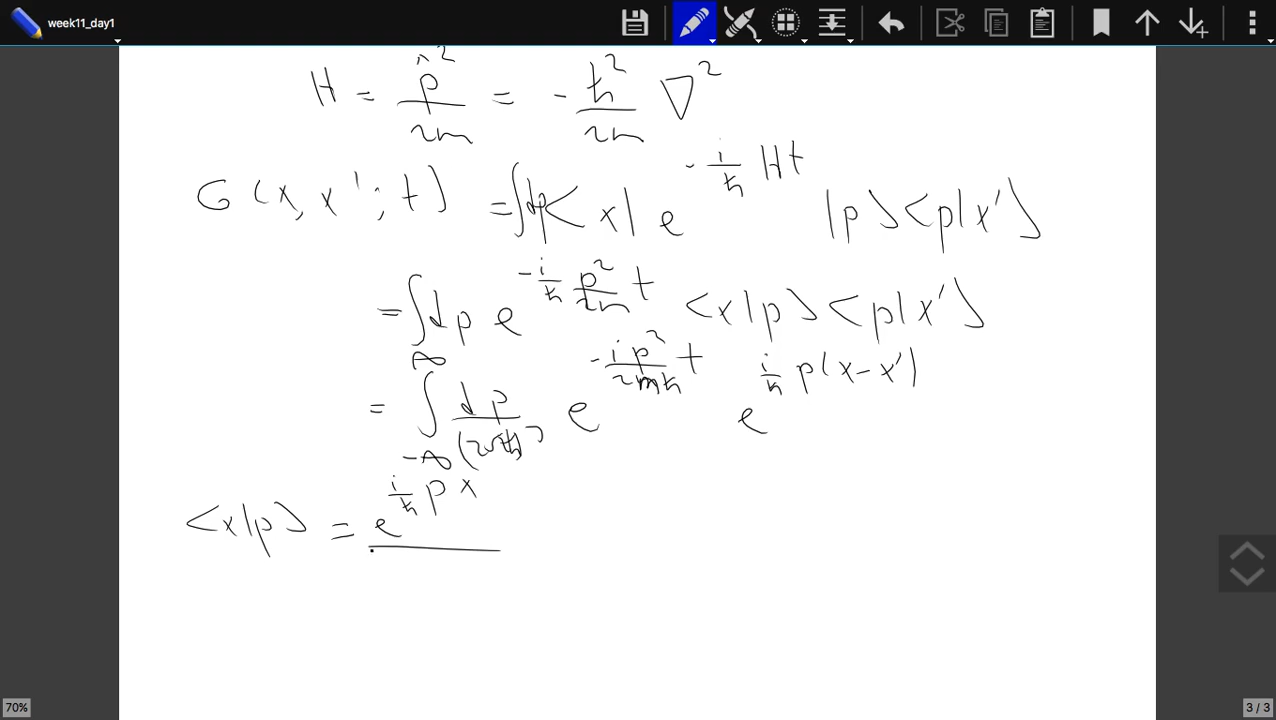 week11_day1
H = p̂²/2m = - ħ²/2m ∇²
G(x, x'; t) = ∫dp <x| e^{-i/ħ Ht} |p><p|x'>
= ∫dp e^{-i/ħ p²/2m t} <x|p><p|x'>
= ∫_{-∞}^{∞} dp/(2πħ) e^{-ip²/2mħ t} e^{i/ħ p(x-x')}
<x|p> = e^{i/ħ px}
70%
3 / 3